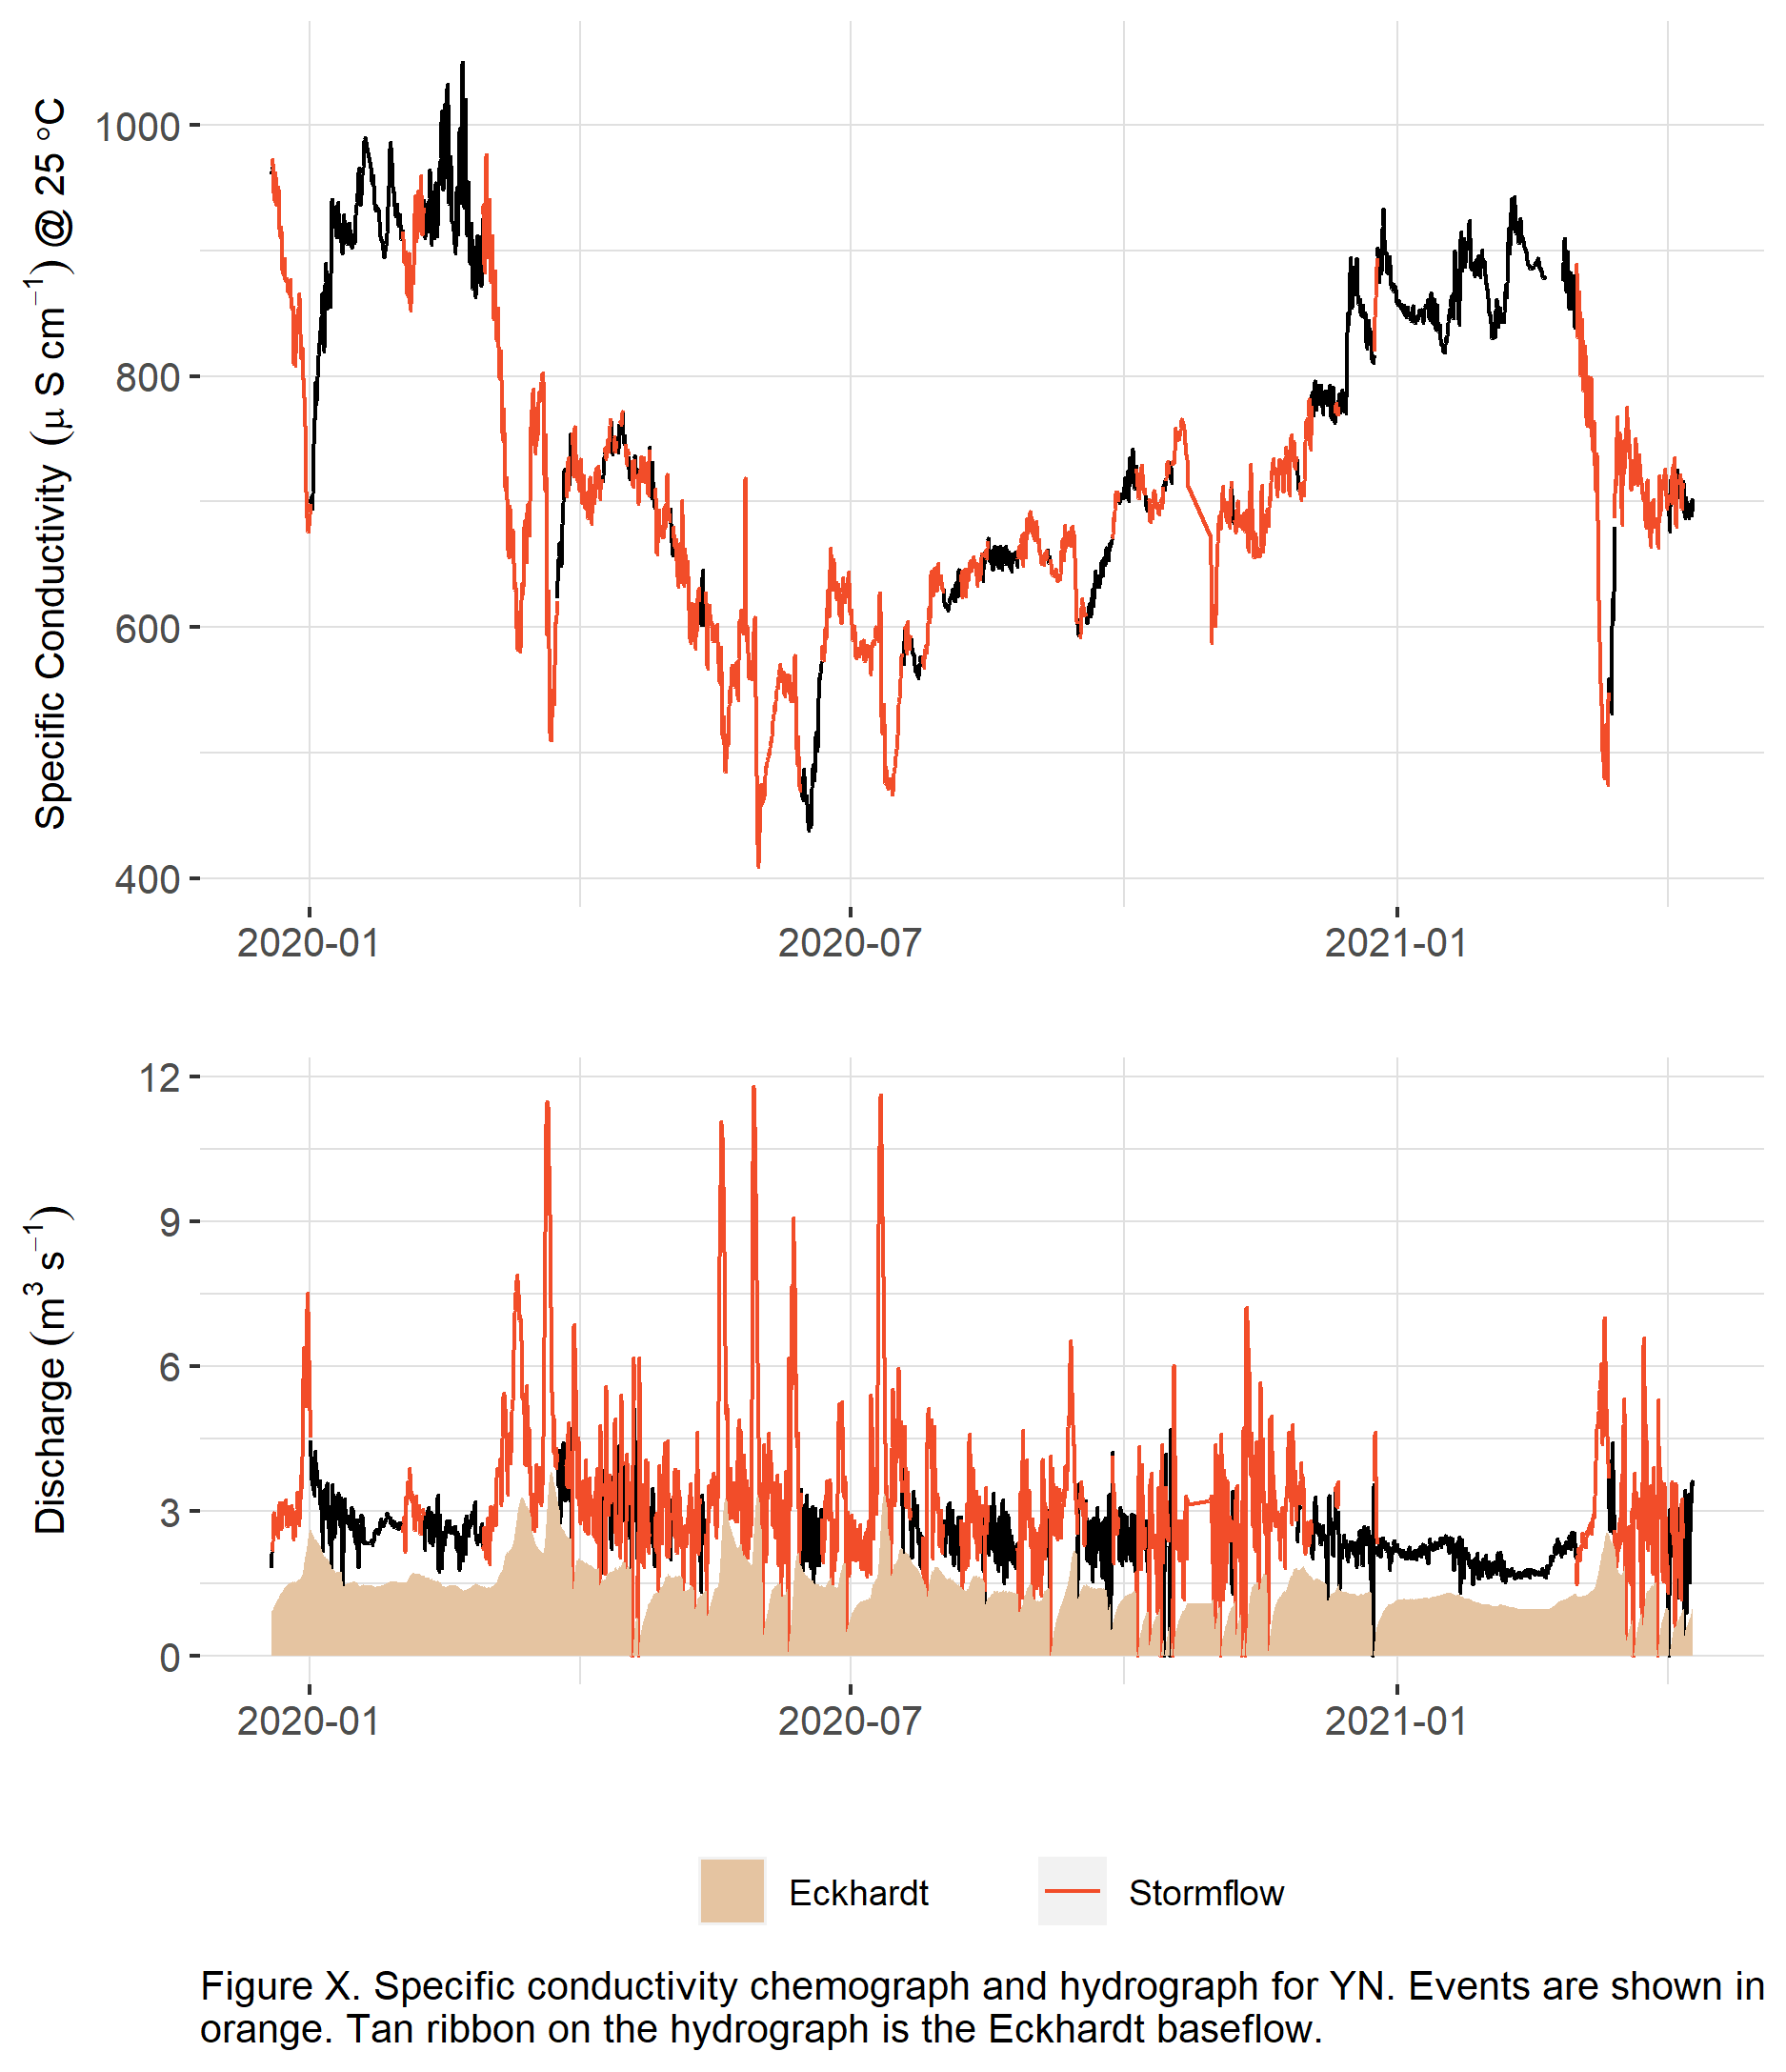 Specific Conductivity (μ S cm⁻¹) @ 25 °C
1000
800
600
400
2020-01 2020-07 2021-01
Discharge (m³ s⁻¹)
12
9
6
3
0
2020-01 2020-07 2021-01
Eckhardt Stormflow
Figure X. Specific conductivity chemograph and hydrograph for YN. Events are shown in
orange. Tan ribbon on the hydrograph is the Eckhardt baseflow.